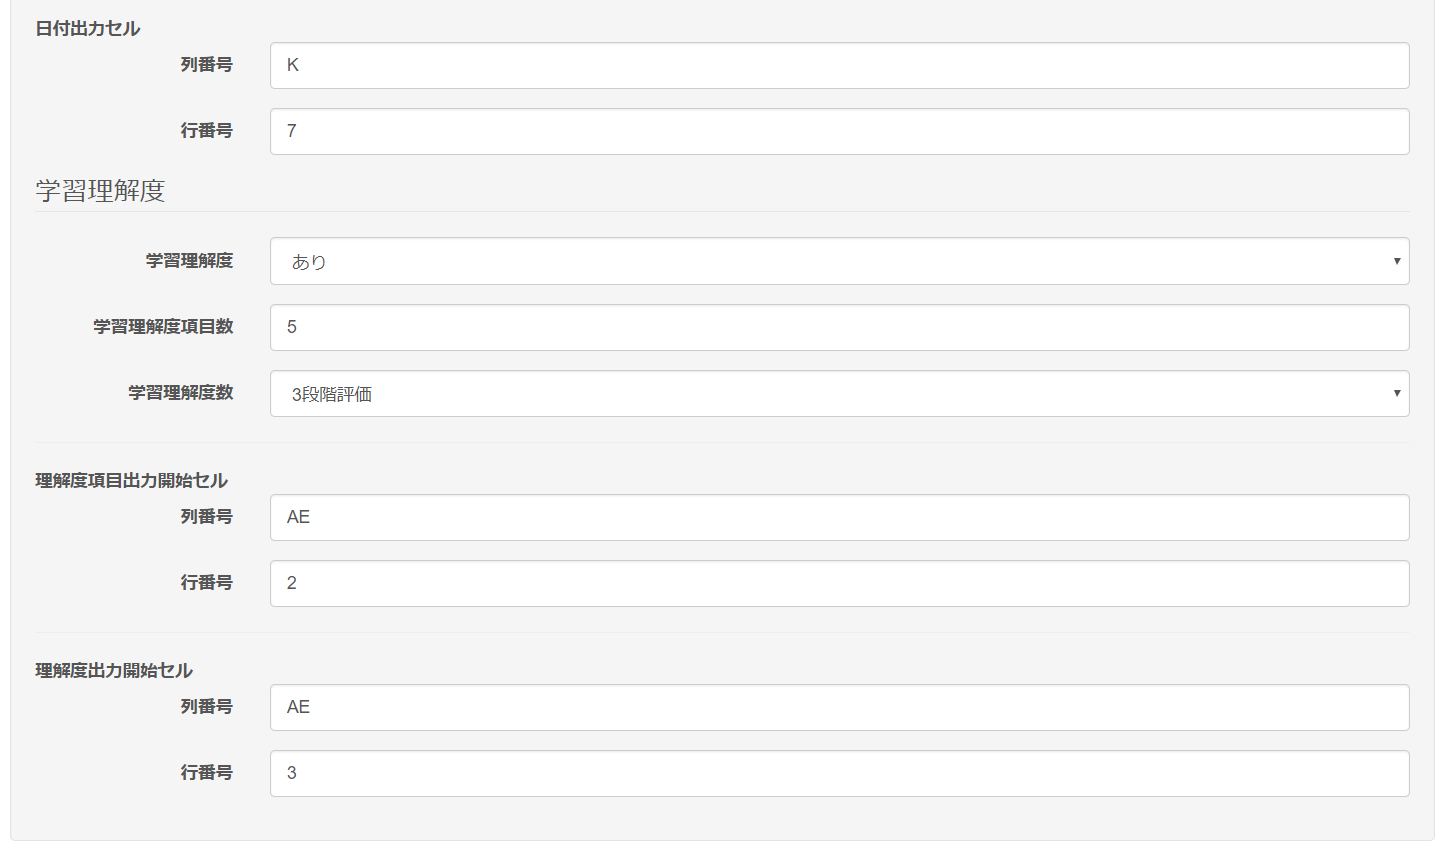 日付出力セル
列番号 K
行番号 7
学習理解度
学習理解度 あり
学習理解度項目数 5
学習理解度数 3段階評価
理解度項目出力開始セル
列番号 AE
行番号 2
理解度出力開始セル
列番号 AE
行番号 3